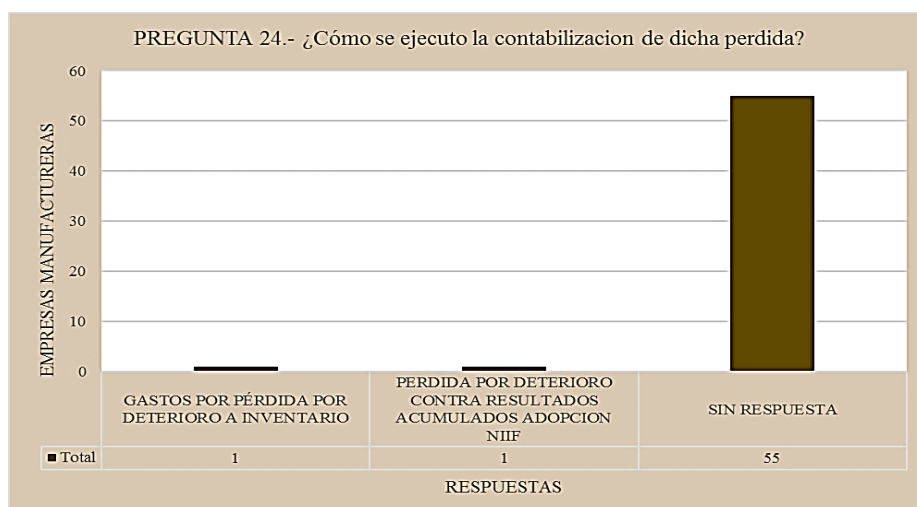 PREGUNTA 24.- ¿Cómo se ejecuto la contabilizacion de dicha perdida?
EMPRESAS MANUFACTURERAS
60
50
40
30
20
10
0
GASTOS POR PÉRDIDA POR
DETERIORO A INVENTARIO
PERDIDA POR DETERIORO
CONTRA RESULTADOS
ACUMULADOS ADOPCION
NIIF
SIN RESPUESTA
Total
1
1
55
RESPUESTAS